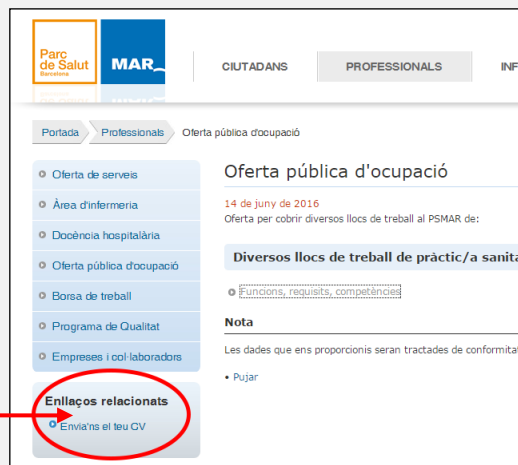 Parc
de Salut
Barcelona
MAR
CIUTADANS
PROFESSIONALS
INF
Portada
Professionals
Oferta pública d'ocupació
Oferta de serveis
Àrea d'infermeria
Docència hospitalària
Oferta pública d'ocupació
Borsa de treball
Programa de Qualitat
Empreses i col·laboradors
Enllaços relacionats
Envia'ns el teu CV
Oferta pública d'ocupació
14 de juny de 2016
Oferta per cobrir diversos llocs de treball al PSMAR de:
Diversos llocs de treball de pràctic/a sanita
Funcions, requisits, competències
Nota
Les dades que ens proporcionis seran tractades de conformitat
• Pujar